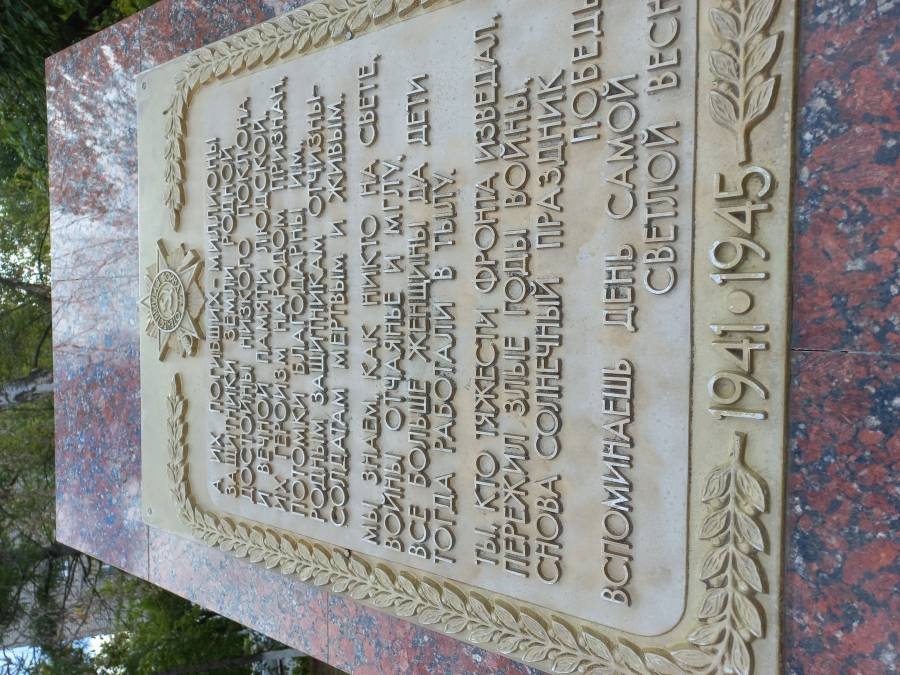 А ИХ, ПОГИБШИХ – МИЛЛИОНЫ
ЗАЩИТНИКИ ЗЕМЛИ РОДНОЙ
ДОСТОЙНЫ НИЗКОГО ПОКЛОНА
И ВЕЧНОЙ ПАМЯТИ ЛЮДСКОЙ.
ИХ ГЕРОИЗМ НАРОДОМ ПРИЗНАН,
ПОТОМКИ БЛАГОДАРНЫ ИМ,
РОДНЫМ ЗАЩИТНИКАМ ОТЧИЗНЫ–
СОЛДАТАМ МЕРТВЫМ И ЖИВЫМ.
МЫ ЗНАЕМ, КАК НИКТО НА СВЕТЕ,
ВОЙНЫ ОТЧАЯНЬЕ И МГЛУ,
ВСЕ БОЛЬШЕ ЖЕНЩИНЫ ДА ДЕТИ
ТОГДА РАБОТАЛИ В ТЫЛУ.
ТЫ, КТО ТЯЖЕСТИ ФРОНТА ИЗВЕДАЛ,
ПЕРЕЖИЛ ЗЛЫЕ ГОДЫ ВОЙНЫ,
СНОВА СОЛНЕЧНЫЙ ПРАЗДНИК
ПОБЕДЫ
ВСПОМИНАЕШЬ ДЕНЬ САМОЙ
СВЕТЛОЙ ВЕСН
1941 • 1945